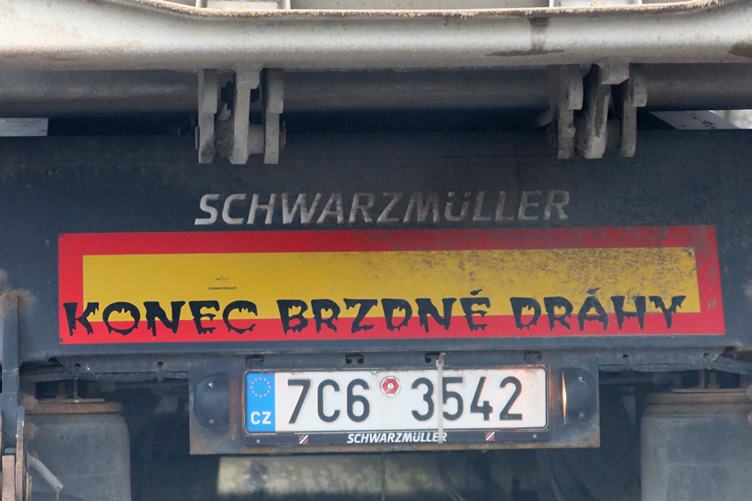 SCHWARZMÜLLER
KONEC BRZDNÉ DRÁHY
CZ
7C6 3542
SCHWARZMÜLLER